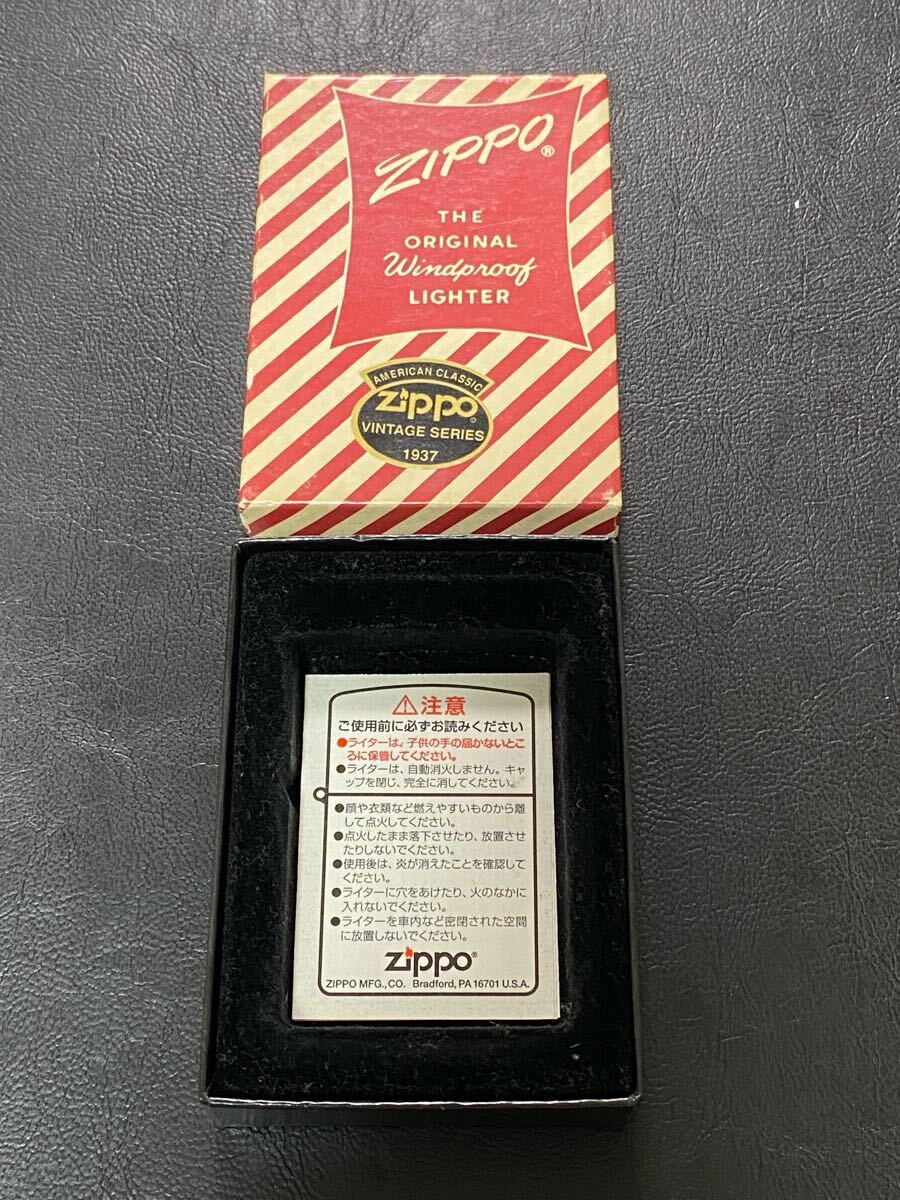 ZIPPO®
THE
ORIGINAL
Windproof
LIGHTER
AMERICAN CLASSIC
Zippo
VINTAGE SERIES
1937
⚠注意
ご使用前に必ずお読みください
●ライターは、子供の手の届かないとこ
ろに保管してください。
●ライターは、自動消火しません。キャ
ップを閉じ、完全に消してください。
●顔や衣類など燃えやすいものから離
して点火してください。
●点火したまま落下させたり、放置させ
たりしないでください。
●使用後は、炎が消えたことを確認して
ください。
●ライターに穴をあけたり、火のなかに
入れないでください。
●ライターを車内など密閉された空間
に放置しないでください。
Zippo®
ZIPPO MFG.,CO. Bradford, PA 16701 U.S.A.